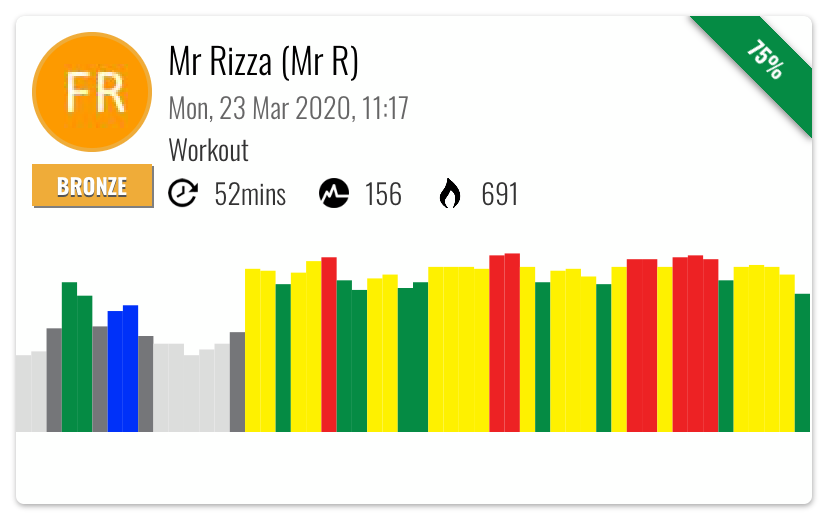 FR
Mr Rizza (Mr R)
75%
Mon, 23 Mar 2020, 11:17
Workout
BRONZE
52mins 156 691